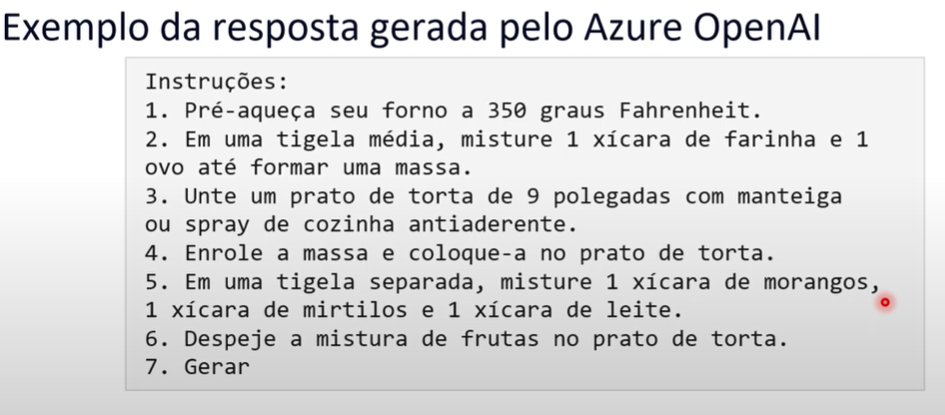 Exemplo da resposta gerada pelo Azure OpenAI
Instruções:
1. Pré-aqueça seu forno a 350 graus Fahrenheit.
2. Em uma tigela média, misture 1 xícara de farinha e 1
ovo até formar uma massa.
3. Unte um prato de torta de 9 polegadas com manteiga
ou spray de cozinha antiaderente.
4. Enrole a massa e coloque-a no prato de torta.
5. Em uma tigela separada, misture 1 xícara de morangos,
1 xícara de mirtilos e 1 xícara de leite.
6. Despeje a mistura de frutas no prato de torta.
7. Gerar